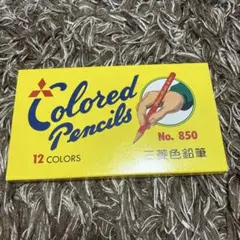 Colored
Pencils
No. 850
12 COLORS
三菱色鉛筆